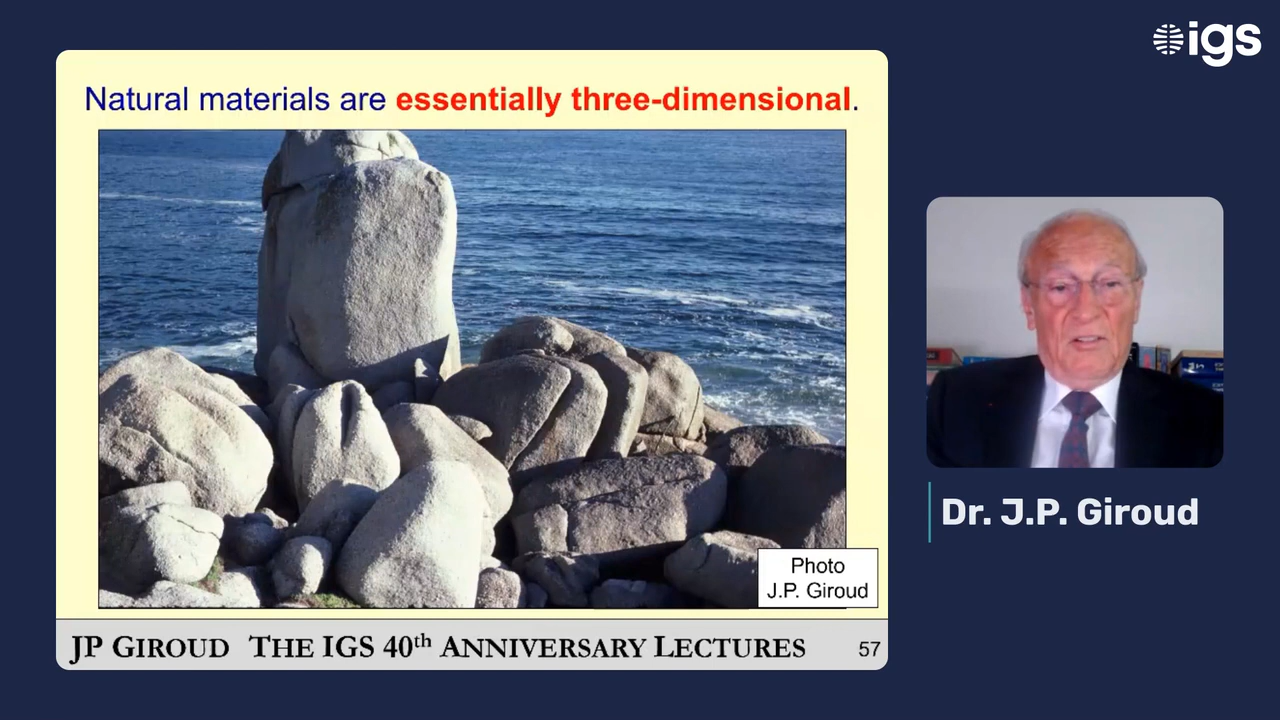 igs
Natural materials are essentially three-dimensional.
Photo
J.P. Giroud
JP GIROUD THE IGS 40th ANNIVERSARY LECTURES 57
Dr. J.P. Giroud